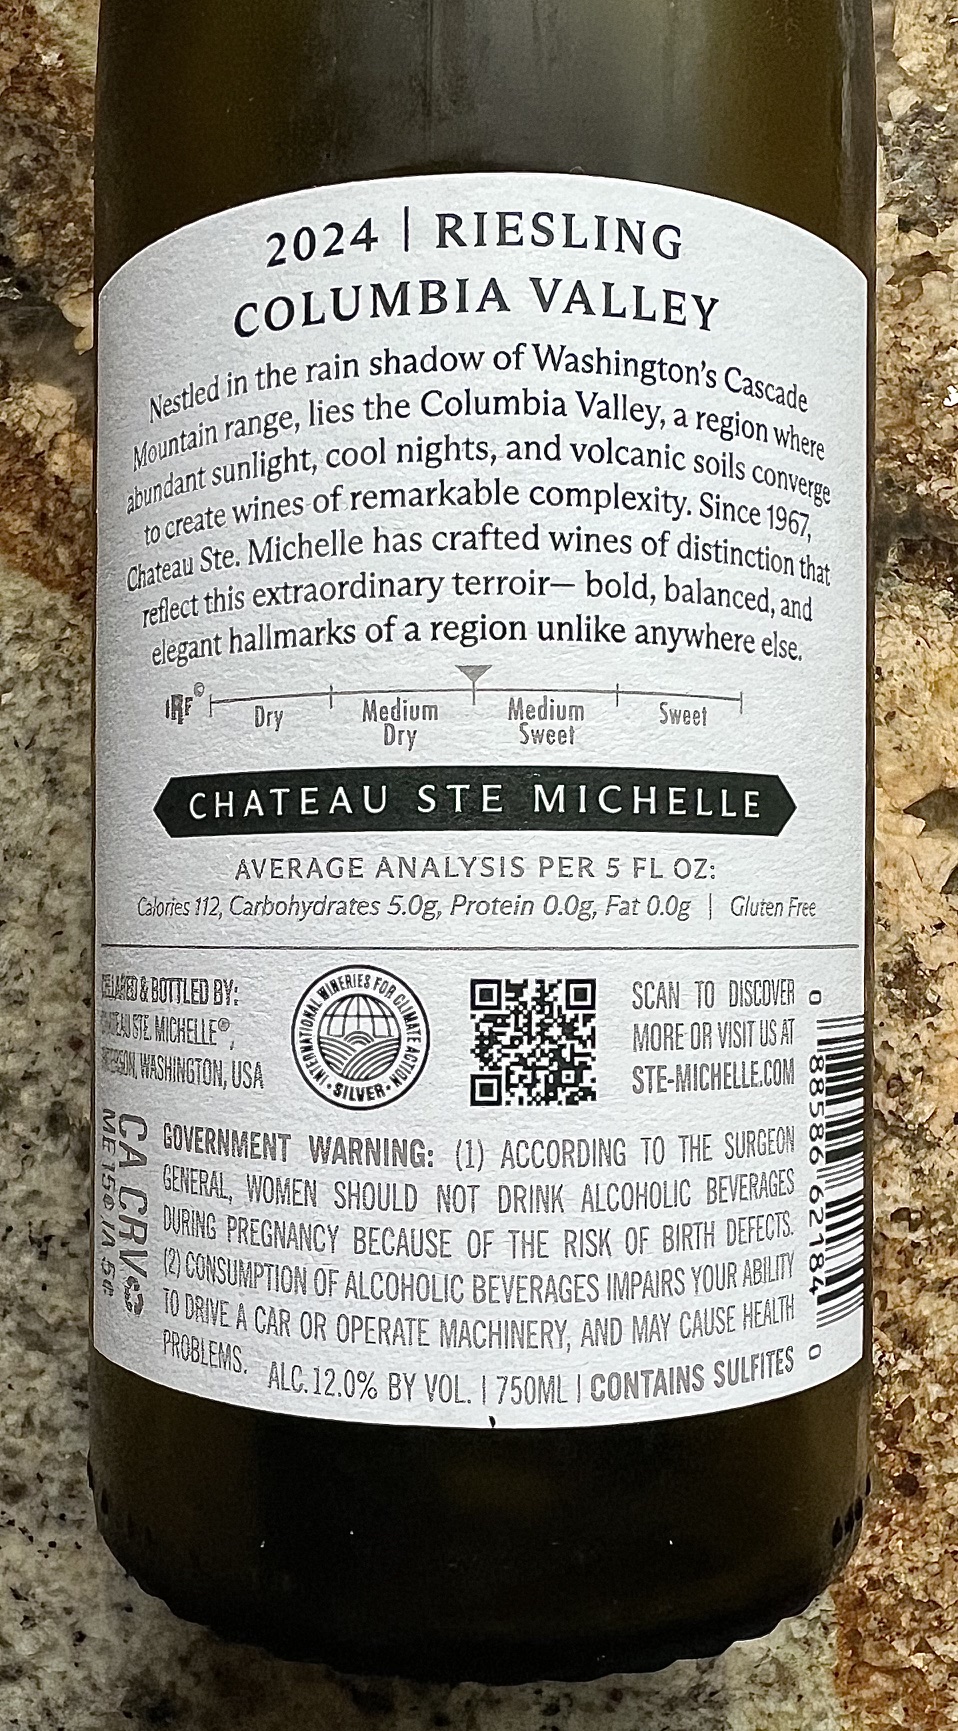 2024 | RIESLING
COLUMBIA VALLEY
Nestled in the rain shadow of Washington's Cascade
Mountain range, lies the Columbia Valley, a region where
abundant sunlight, cool nights, and volcanic soils converge
to create wines of remarkable complexity. Since 1967,
Chateau Ste. Michelle has crafted wines of distinction that
reflect this extraordinary terroir— bold, balanced, and
elegant hallmarks of a region unlike anywhere else.
IRF©
Dry
Medium
Dry
Medium
Sweet
Sweet
CHATEAU STE MICHELLE
AVERAGE ANALYSIS PER 5 FL OZ:
Calories 112, Carbohydrates 5.0g, Protein 0.0g, Fat 0.0g | Gluten Free
& BOTTLED BY:
STE. MICHELLE®,
WASHINGTON, USA
INTERNATIONAL WINERIES FOR CLIMATE ACTION
• SILVER •
SCAN TO DISCOVER
MORE OR VISIT US AT
STE-MICHELLE.COM
0 88586 62184 0
CA CRV
ME 15¢ IA 5¢
GOVERNMENT WARNING: (1) ACCORDING TO THE SURGEON
GENERAL, WOMEN SHOULD NOT DRINK ALCOHOLIC BEVERAGES
DURING PREGNANCY BECAUSE OF THE RISK OF BIRTH DEFECTS.
(2) CONSUMPTION OF ALCOHOLIC BEVERAGES IMPAIRS YOUR ABILITY
TO DRIVE A CAR OR OPERATE MACHINERY, AND MAY CAUSE HEALTH
PROBLEMS.
ALC. 12.0% BY VOL. | 750ML | CONTAINS SULFITES